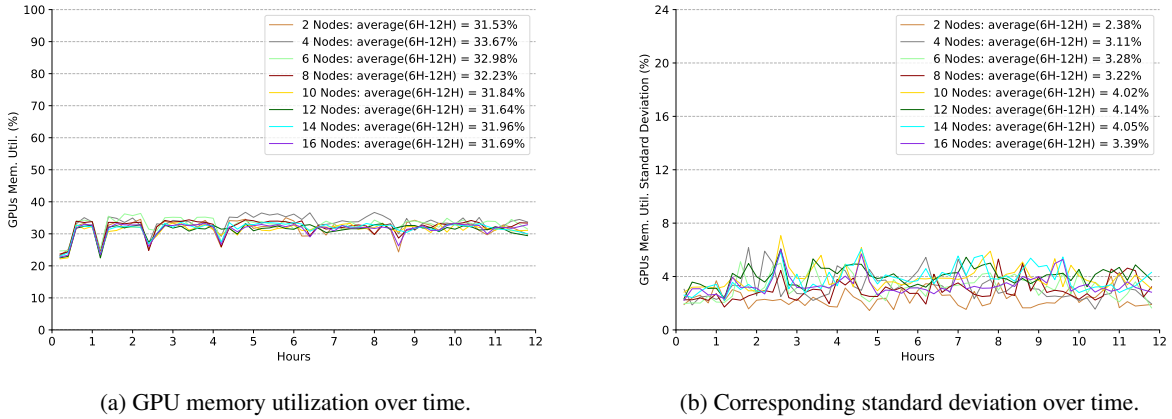 100
90
80
70
60
50
40
30
20
10
0
GPUs Mem. Util. (%)
2 Nodes: average(6H-12H) = 31.53%
4 Nodes: average(6H-12H) = 33.67%
6 Nodes: average(6H-12H) = 32.98%
8 Nodes: average(6H-12H) = 32.23%
10 Nodes: average(6H-12H) = 31.84%
12 Nodes: average(6H-12H) = 31.64%
14 Nodes: average(6H-12H) = 31.96%
16 Nodes: average(6H-12H) = 31.69%
0 1 2 3 4 5 6 7 8 9 10 11 12
Hours
(a) GPU memory utilization over time.
24
20
16
12
8
4
0
GPUs Mem. Util. Standard Deviation (%)
2 Nodes: average(6H-12H) = 2.38%
4 Nodes: average(6H-12H) = 3.11%
6 Nodes: average(6H-12H) = 3.28%
8 Nodes: average(6H-12H) = 3.22%
10 Nodes: average(6H-12H) = 4.02%
12 Nodes: average(6H-12H) = 4.14%
14 Nodes: average(6H-12H) = 4.05%
16 Nodes: average(6H-12H) = 3.39%
0 1 2 3 4 5 6 7 8 9 10 11 12
Hours
(b) Corresponding standard deviation over time.